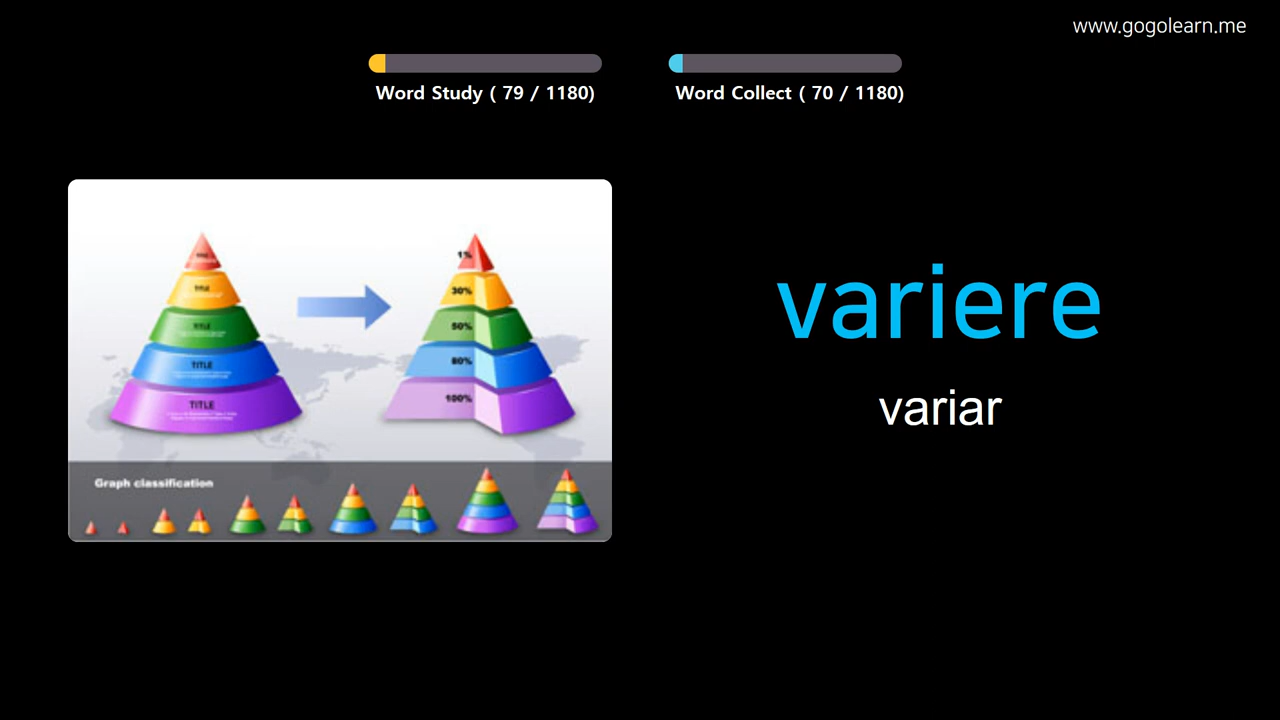 www.gogolearn.me
Word Study ( 79 / 1180)
Word Collect ( 70 / 1180)
variere
variar
TITLE
TITLE
TITLE
TITLE
1%
30%
50%
80%
100%
Graph classification